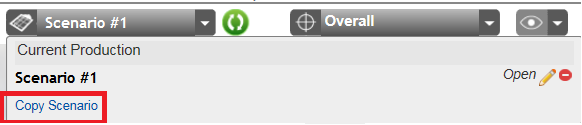 Scenario #1 Overall
Current Production
Scenario #1 Open
Copy Scenario